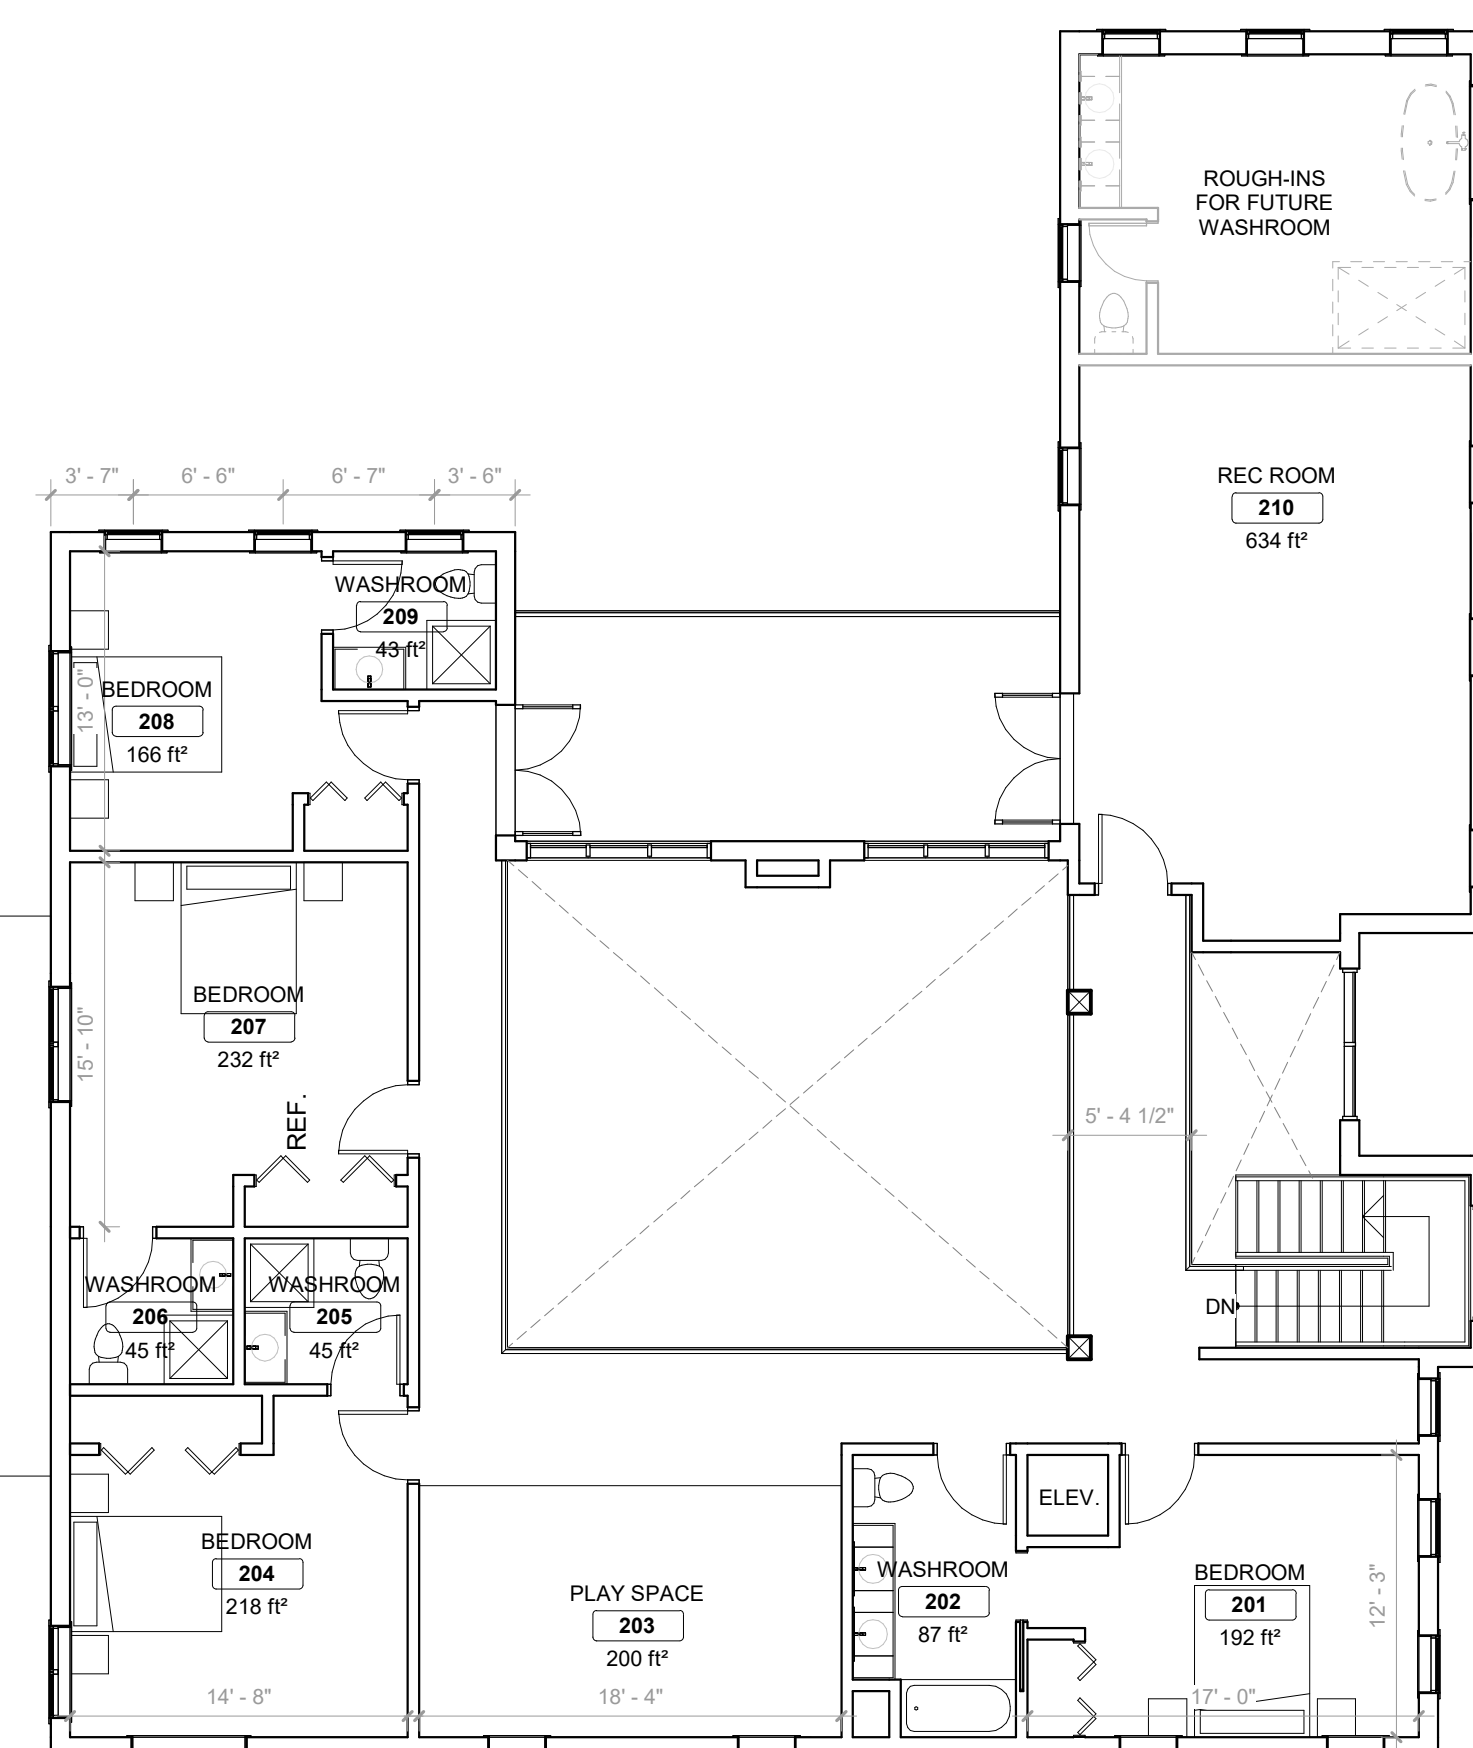 ROUGH-INS
FOR FUTURE
WASHROOM
REC ROOM
210
634 ft²
3' - 7"
6' - 6"
6' - 7"
3' - 6"
WASHROOM
209
43 ft²
13' - 0"
BEDROOM
208
166 ft²
BEDROOM
207
232 ft²
15' - 10"
REF.
5' - 4 1/2"
WASHROOM
206
45 ft²
WASHROOM
205
45 ft²
DN
ELEV.
BEDROOM
204
218 ft²
PLAY SPACE
203
200 ft²
WASHROOM
202
87 ft²
BEDROOM
201
192 ft²
12' - 3"
14' - 8"
18' - 4"
17' - 0"